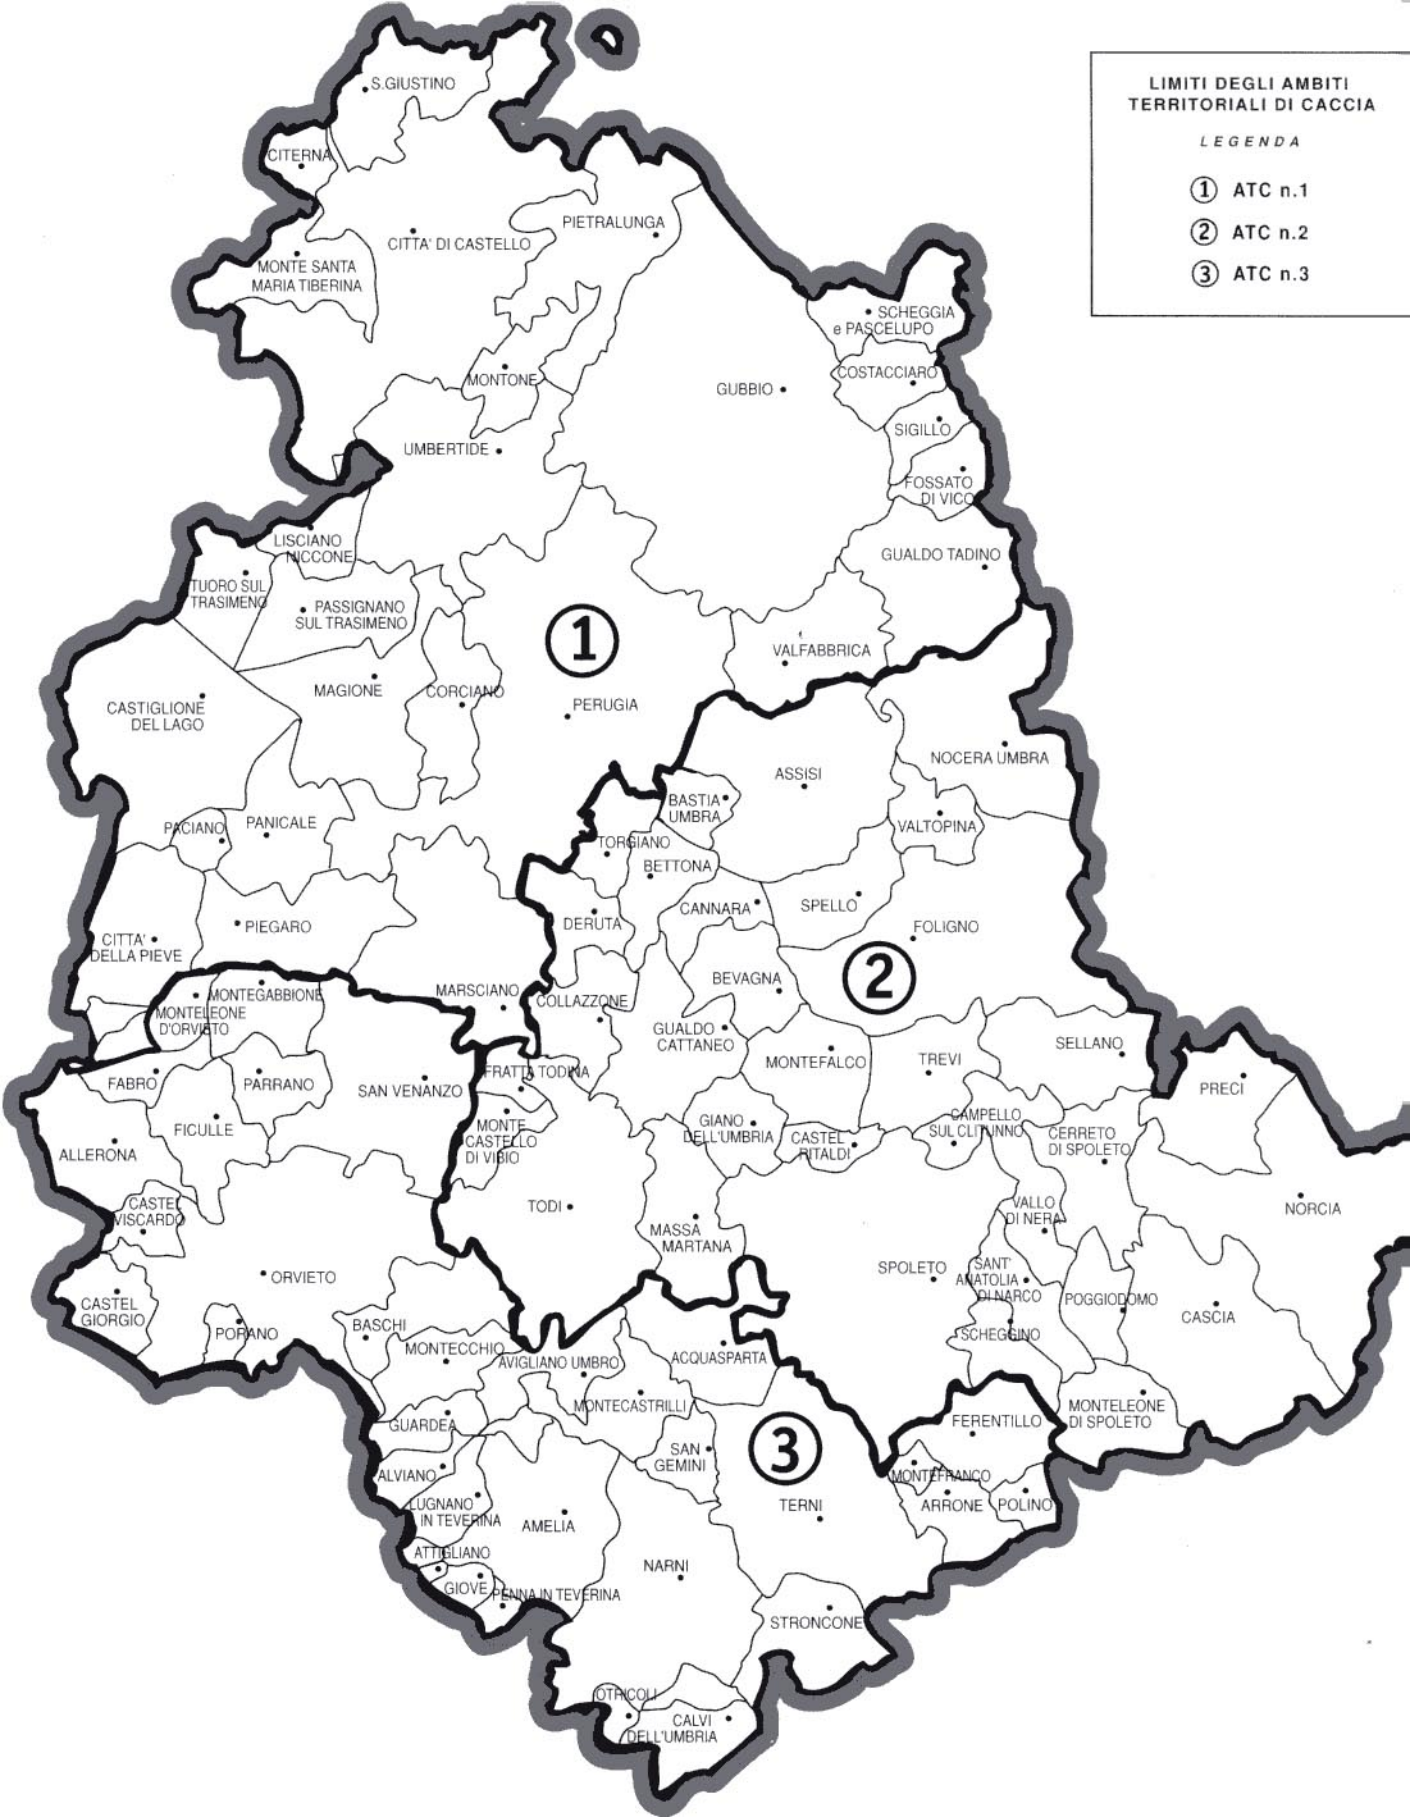 LIMITI DEGLI AMBITI
TERRITORIALI DI CACCIA
LEGENDA
1 ATC n.1
2 ATC n.2
3 ATC n.3
S.GIUSTINO
CITERNA
CITTA' DI CASTELLO
PIETRALUNGA
MONTE SANTA
MARIA TIBERINA
SCHEGGIA
e PASCELUPO
COSTACCIARO
MONTONE
GUBBIO
SIGILLO
UMBERTIDE
FOSSATO
DI VICO
LISCIANO
NICCONE
GUALDO TADINO
TUORO SUL
TRASIMENO
PASSIGNANO
SUL TRASIMENO
1
VALFABBRICA
MAGIONE
CORCIANO
PERUGIA
CASTIGLIONE
DEL LAGO
NOCERA UMBRA
ASSISI
BASTIA
UMBRA
PACIANO
PANICALE
VALTOPINA
TORGIANO
BETTONA
CANNARA
SPELLO
DERUTA
PIEGARO
FOLIGNO
CITTA'
DELLA PIEVE
2
BEVAGNA
MONTEGABBIONE
MARSCIANO
COLLAZZONE
MONTELEONE
D'ORVIETO
GUALDO
CATTANEO
MONTEFALCO
TREVI
SELLANO
FRATTA TODINA
FABRO
PARRANO
SAN VENANZO
PRECI
FICULLE
MONTE
CASTELLO
DI VIBIO
GIANO
DELL'UMBRIA
CASTEL
RITALDI
CAMPELLO
SUL CLITUNNO
CERRETO
DI SPOLETO
ALLERONA
CASTEL
VISCARDO
TODI
MASSA
MARTANA
VALLO
DI NERA
NORCIA
ORVIETO
SPOLETO
SANT'
ANATOLIA
DI NARCO
POGGIODOMO
CASCIA
CASTEL
GIORGIO
PORANO
BASCHI
SCHEGGINO
MONTECCHIO
AVIGLIANO UMBRO
ACQUASPARTA
MONTECASTRILLI
GUARDEA
FERENTILLO
MONTELEONE
DI SPOLETO
3
SAN
GEMINI
ALVIANO
MONTEFRANCO
LUGNANO
IN TEVERINA
AMELIA
TERNI
ARRONE
POLINO
ATTIGLIANO
NARNI
GIOVE
PENNA IN TEVERINA
STRONCONE
OTRICOLI
CALVI
DELL'UMBRIA